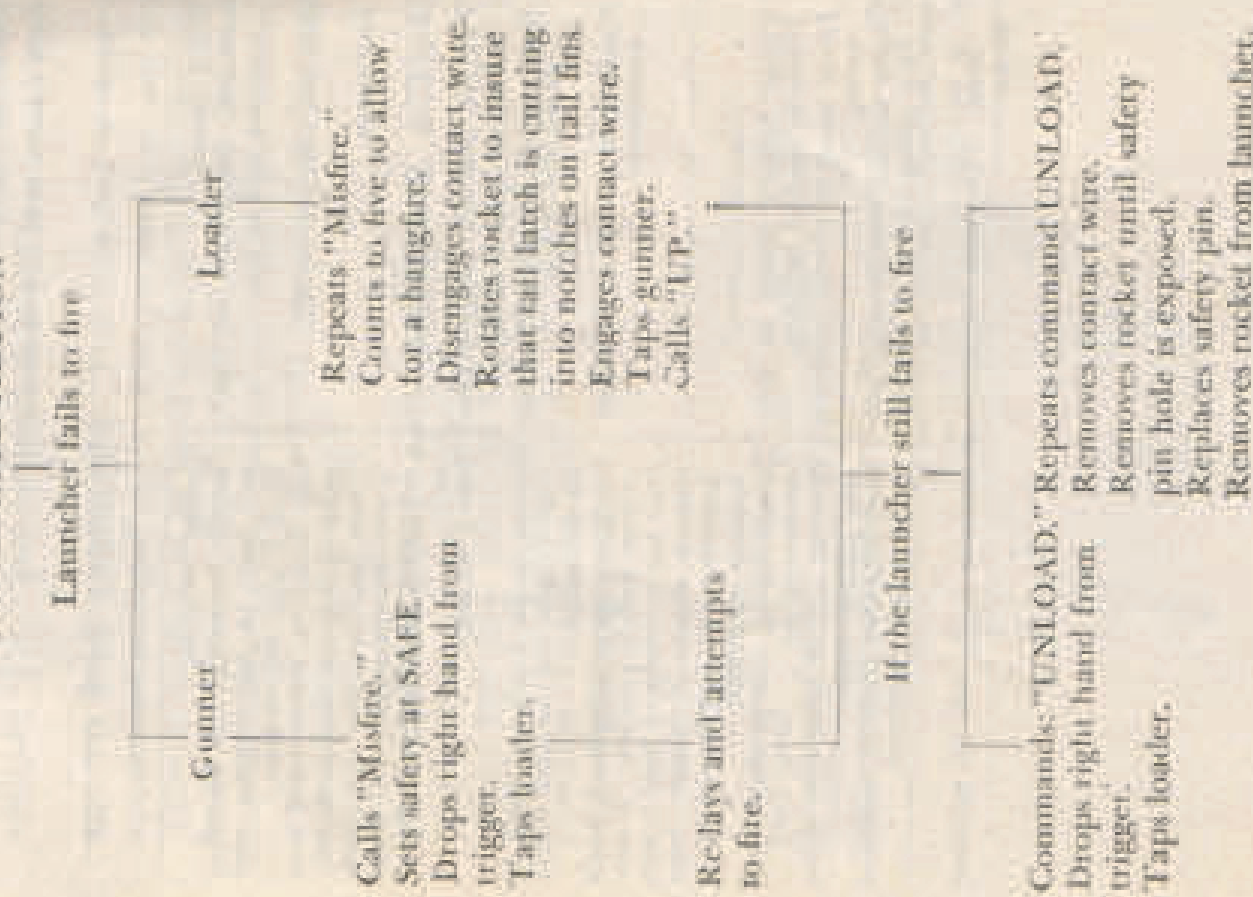 Launcher fails to fire
Gunner
Loader
Calls "Misfire."
Sets safety at SAFE.
Drops right hand from
trigger.
Taps loader.
Repeats "Misfire."
Counts to five to allow
for a hangfire.
Disengages contact wire.
Rotates rocket to insure
that tail latch is cutting
into notches on tail fins.
Engages contact wire.
Taps gunner.
Calls "UP."
Re-lays and attempts
to fire.
If the launcher still fails to fire
Commands: "UNLOAD."
Drops right hand from
trigger.
Taps loader.
Repeats command UNLOAD.
Removes contact wire.
Removes rocket until safety
pin hole is exposed.
Replaces safety pin.
Removes rocket from launcher.